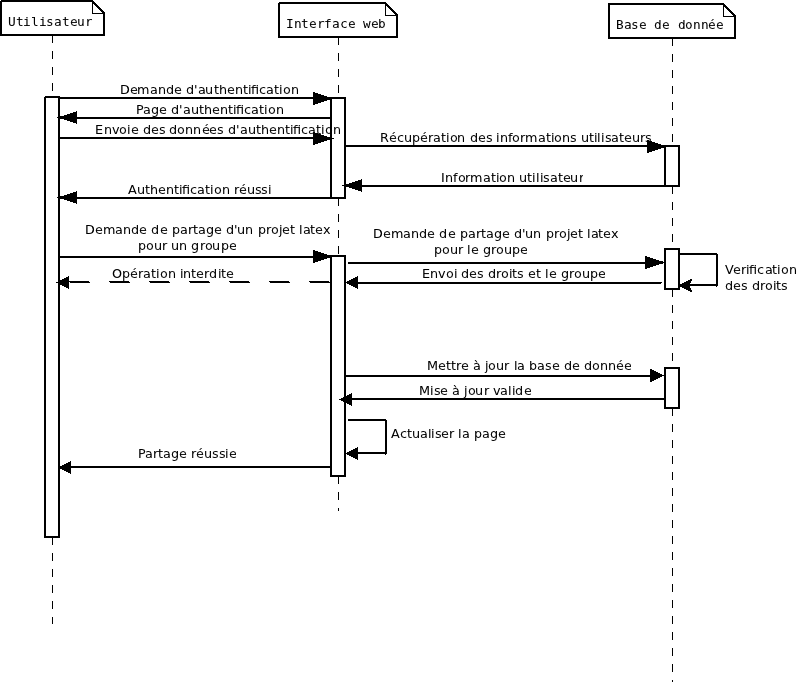 Utilisateur
Interface web
Base de donnée
Demande d'authentification
Page d'authentification
Envoie des données d'authentification
Récupération des informations utilisateurs
Information utilisateur
Authentification réussi
Demande de partage d'un projet latex
pour un groupe
Demande de partage d'un projet latex
pour le groupe
Opération interdite
Envoi des droits et le groupe
Verification
des droits
Mettre à jour la base de donnée
Mise à jour valide
Actualiser la page
Partage réussie